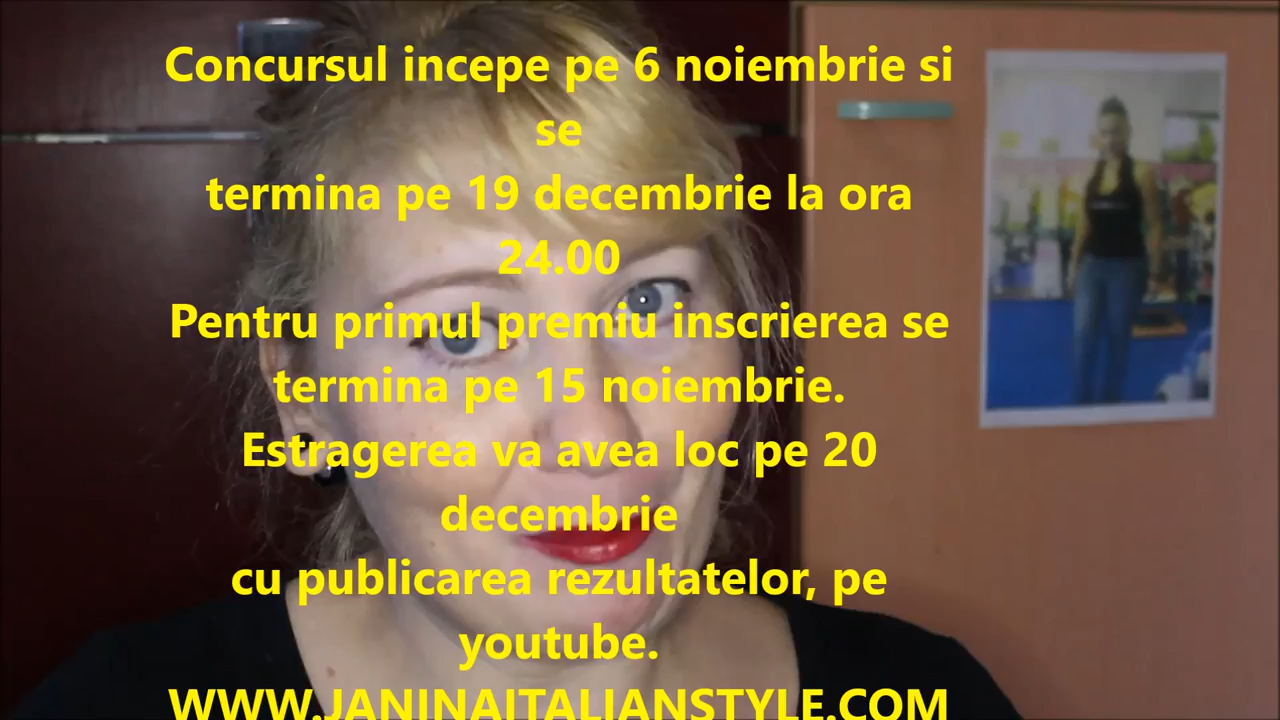 Concursul incepe pe 6 noiembrie si
se
termina pe 19 decembrie la ora
24.00
Pentru primul premiu inscrierea se
termina pe 15 noiembrie.
Estragerea va avea loc pe 20
decembrie
cu publicarea rezultatelor, pe
youtube.
WWW.JANINAITALIANSTYLE.COM